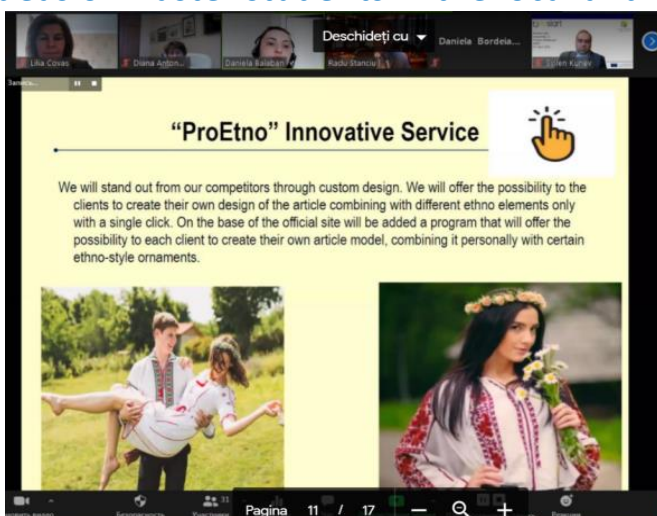 Deschideți cu
Lilia Covas
Diana Anton...
Daniela Balaban
Radu Stanciu
Daniela Bordeia...
Запись...
"ProEtno" Innovative Service
We will stand out from our competitors through custom design. We will offer the possibility to the
clients to create their own design of the article combining with different ethno elements only
with a single click. On the base of the official site will be added a program that will offer the
possibility to each client to create their own article model, combining it personally with certain
ethno-style ornaments.
31
Безопасность
Pagina 11 / 17